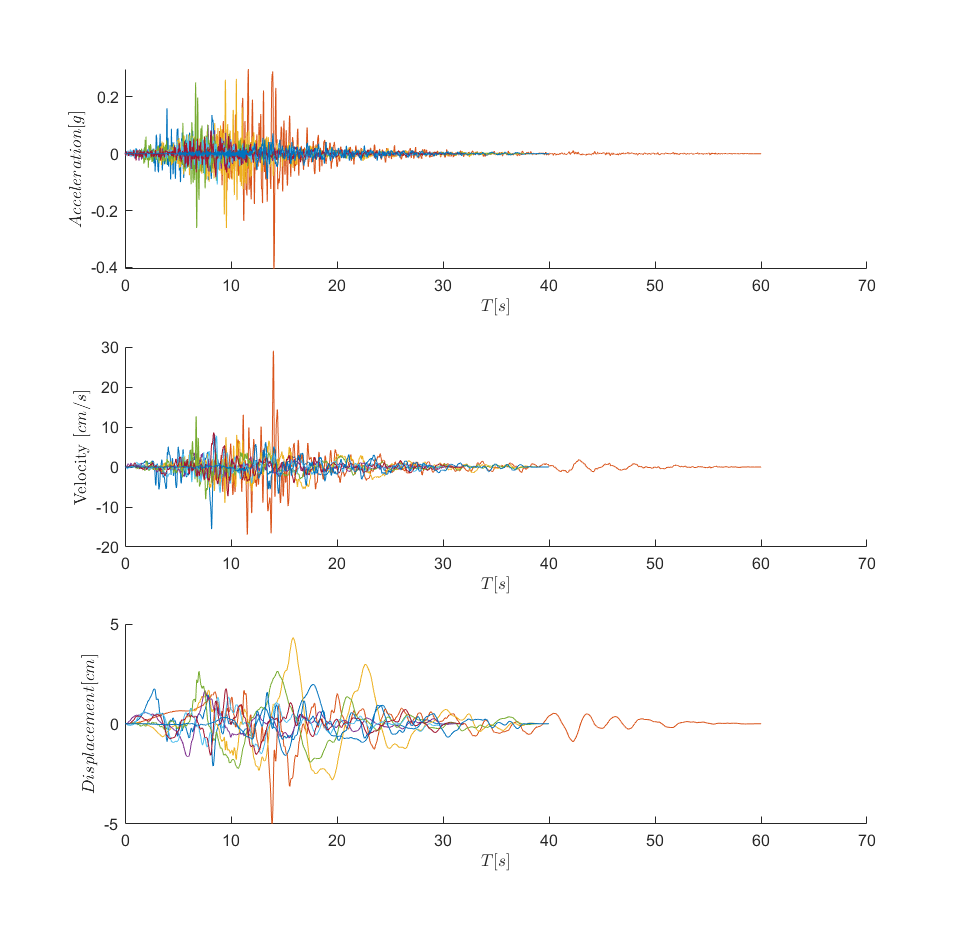 0.2
0
-0.2
-0.4
Acceleration[g]
0 10 20 30 40 50 60 70
T[s]
30
20
10
0
-10
-20
Velocity [cm/s]
0 10 20 30 40 50 60 70
T[s]
5
0
-5
Displacement[cm]
0 10 20 30 40 50 60 70
T[s]